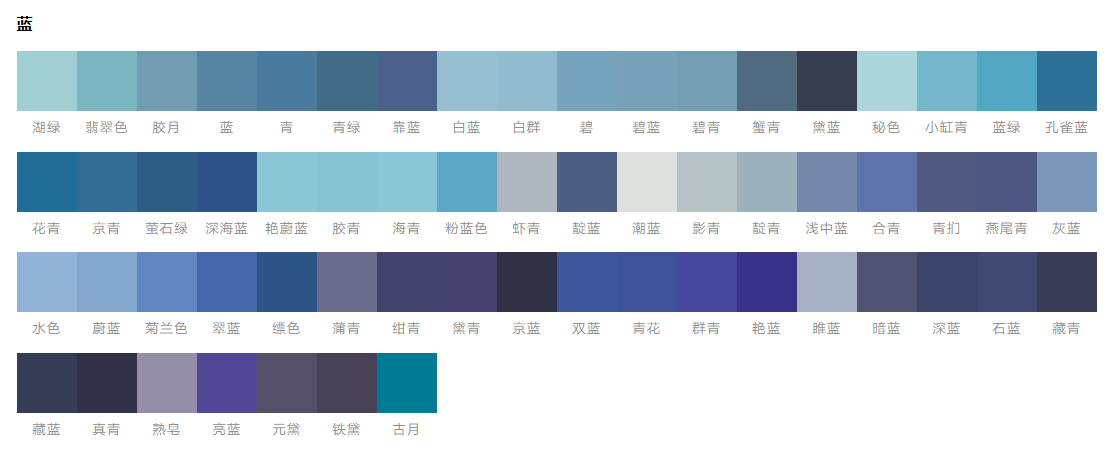 蓝
湖绿 翡翠色 胶月 蓝 青 青绿 靠蓝 白蓝 白群 碧 碧蓝 碧青 蟹青 黛蓝 秘色 小缸青 蓝绿 孔雀蓝
花青 京青 萤石绿 深海蓝 艳蔚蓝 胶青 海青 粉蓝色 虾青 靛蓝 潮蓝 影青 靛青 浅中蓝 合青 青扪 燕尾青 灰蓝
水色 蔚蓝 菊兰色 翠蓝 缥色 蒲青 绀青 黛青 京蓝 双蓝 青花 群青 艳蓝 睢蓝 暗蓝 深蓝 石蓝 藏青
藏蓝 真青 熟皂 亮蓝 元黛 铁黛 古月